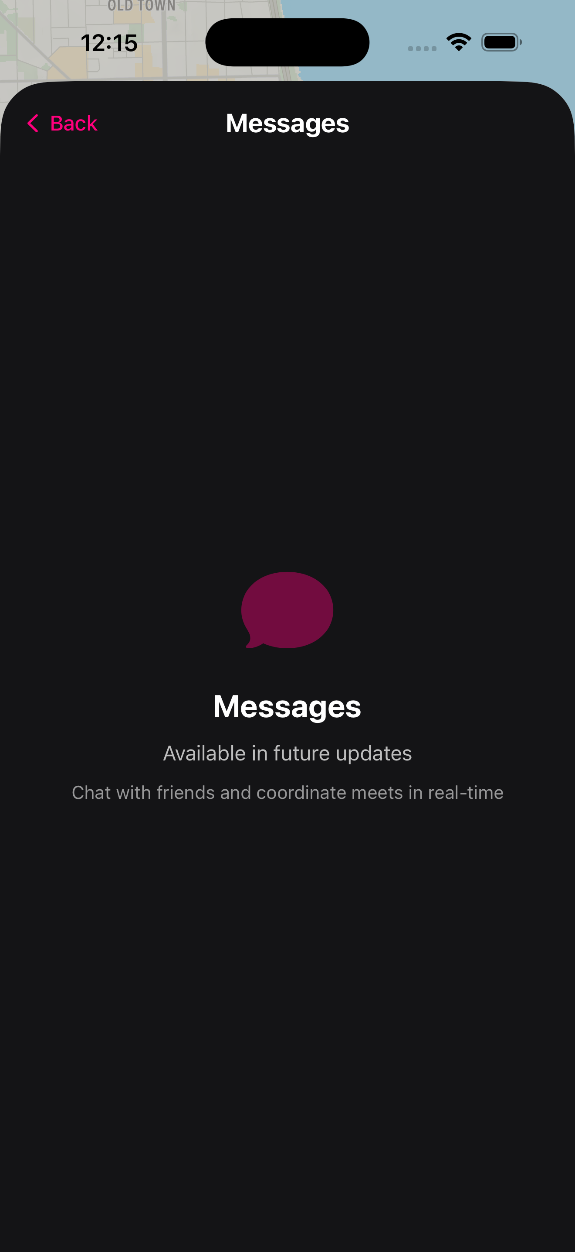 OLD TOWN
12:15
Back
Messages
Messages
Available in future updates
Chat with friends and coordinate meets in real-time